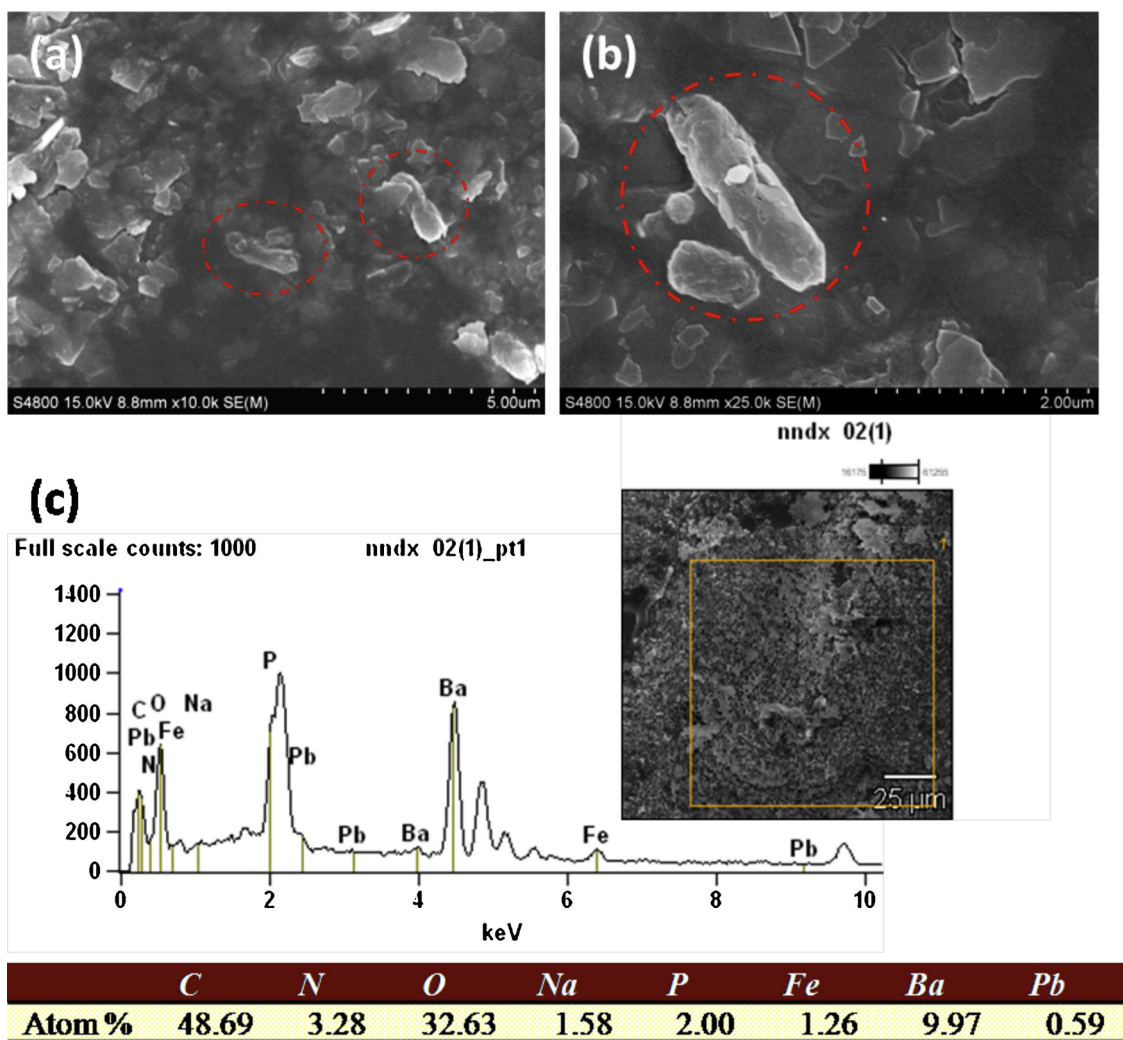 (a)
(b)
S4800 15.0kV 8.8mm x10.0k SE(M) 5.00um
S4800 15.0kV 8.8mm x25.0k SE(M) 2.00um
nndx 02(1)
16175 61255
(c)
Full scale counts: 1000 nndx 02(1)_pt1
1400
1200
1000
800
600
400
200
0
C O Na
Pb Fe
N
P
Pb
Pb
Ba
Ba
Fe
Pb
0 2 4 6 8 10
keV
25 µm
C N O Na P Fe Ba Pb
Atom % 48.69 3.28 32.63 1.58 2.00 1.26 9.97 0.59